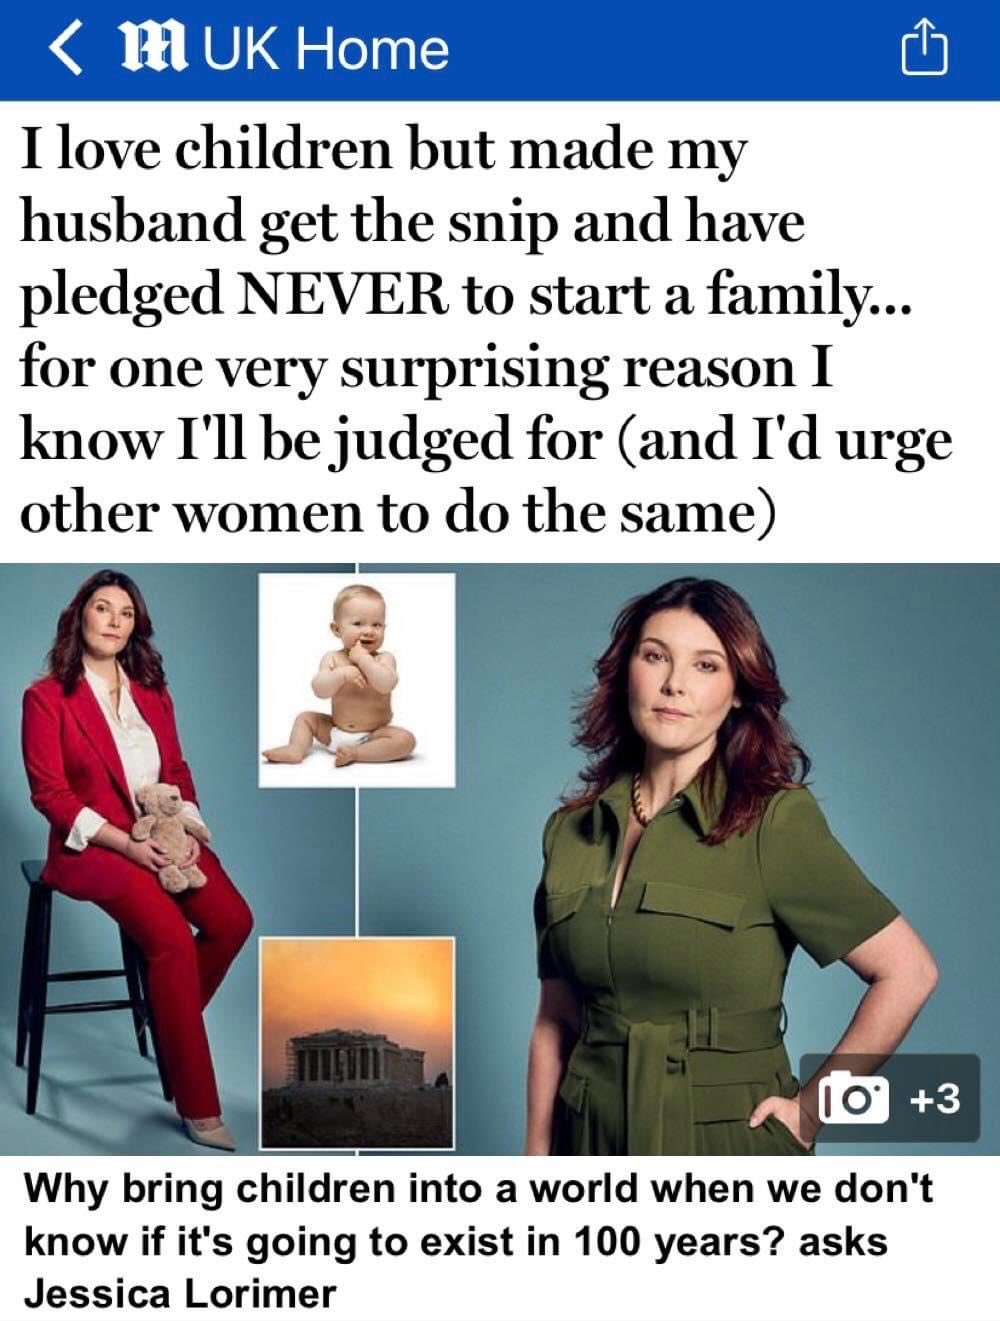 UK Home
I love children but made my
husband get the snip and have
pledged NEVER to start a family...
for one very surprising reason I
know I'll be judged for (and I'd urge
other women to do the same)
+3
Why bring children into a world when we don't
know if it's going to exist in 100 years? asks
Jessica Lorimer